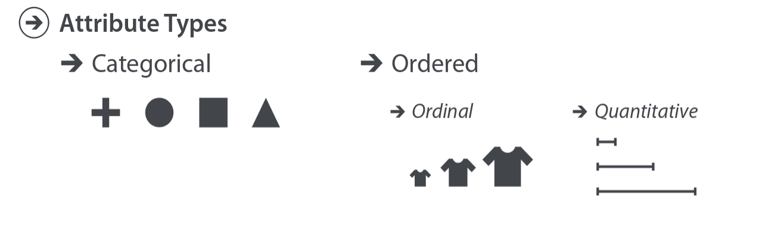 Attribute Types
Categorical
Ordered
Ordinal
Quantitative